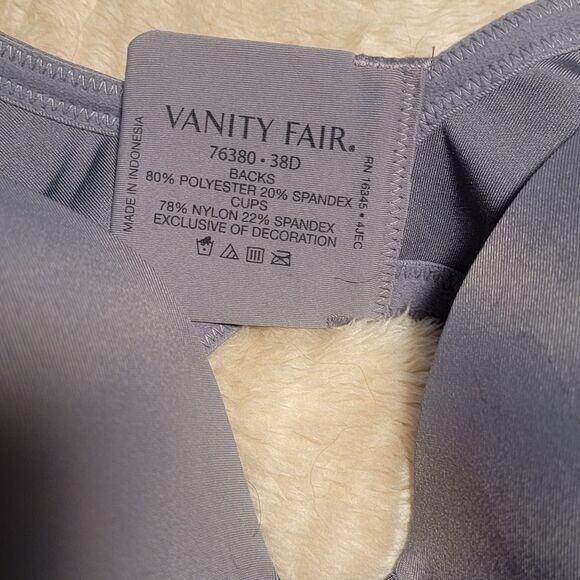 VANITY FAIR®
76380 • 38D
BACKS
80% POLYESTER 20% SPANDEX
CUPS
78% NYLON 22% SPANDEX
EXCLUSIVE OF DECORATION
MADE IN INDONESIA
RN 16345 • 4JEC